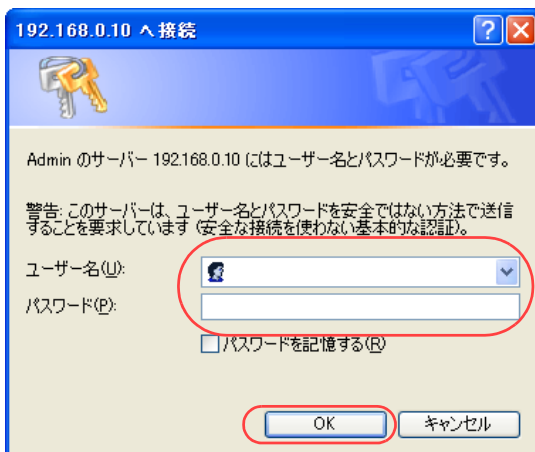 192.168.0.10 へ接続
Admin のサーバー 192.168.0.10 にはユーザー名とパスワードが必要です。
警告: このサーバーは、ユーザー名とパスワードを安全ではない方法で送信
することを要求しています (安全な接続を使わない基本的な認証)。
ユーザー名(U):
パスワード(P):
パスワードを記憶する(R)
OK キャンセル